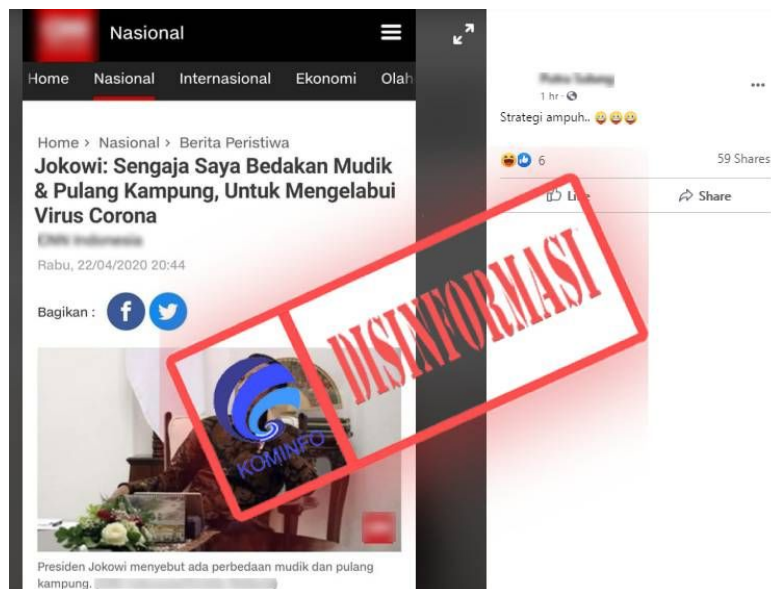 Nasional
Home Nasional Internasional Ekonomi Olah
Home > Nasional > Berita Peristiwa
Jokowi: Sengaja Saya Bedakan Mudik
& Pulang Kampung, Untuk Mengelabui
Virus Corona
Rabu, 22/04/2020 20:44
Bagikan :
Presiden Jokowi menyebut ada perbedaan mudik dan pulang
kampung.
1 hr
Strategi ampuh..
6 59 Shares
Like Share
DISINFORMASI
KOMINFO